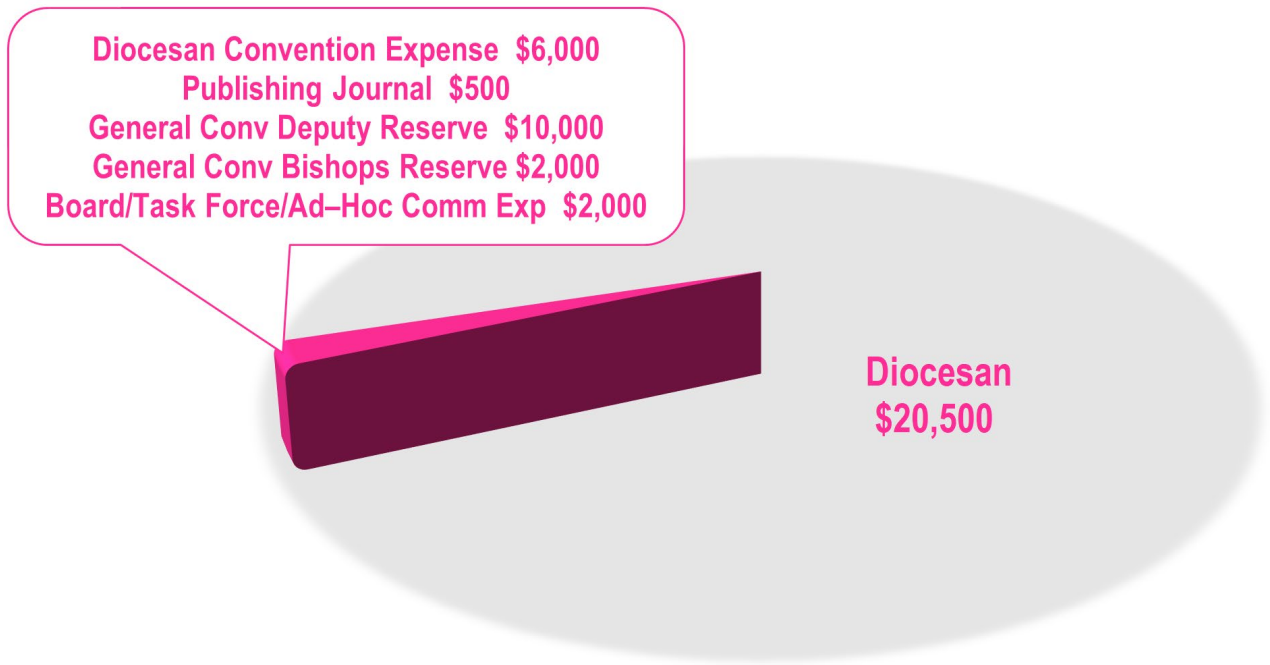 Diocesan Convention Expense $6,000
Publishing Journal $500
General Conv Deputy Reserve $10,000
General Conv Bishops Reserve $2,000
Board/Task Force/Ad–Hoc Comm Exp $2,000
Diocesan
$20,500